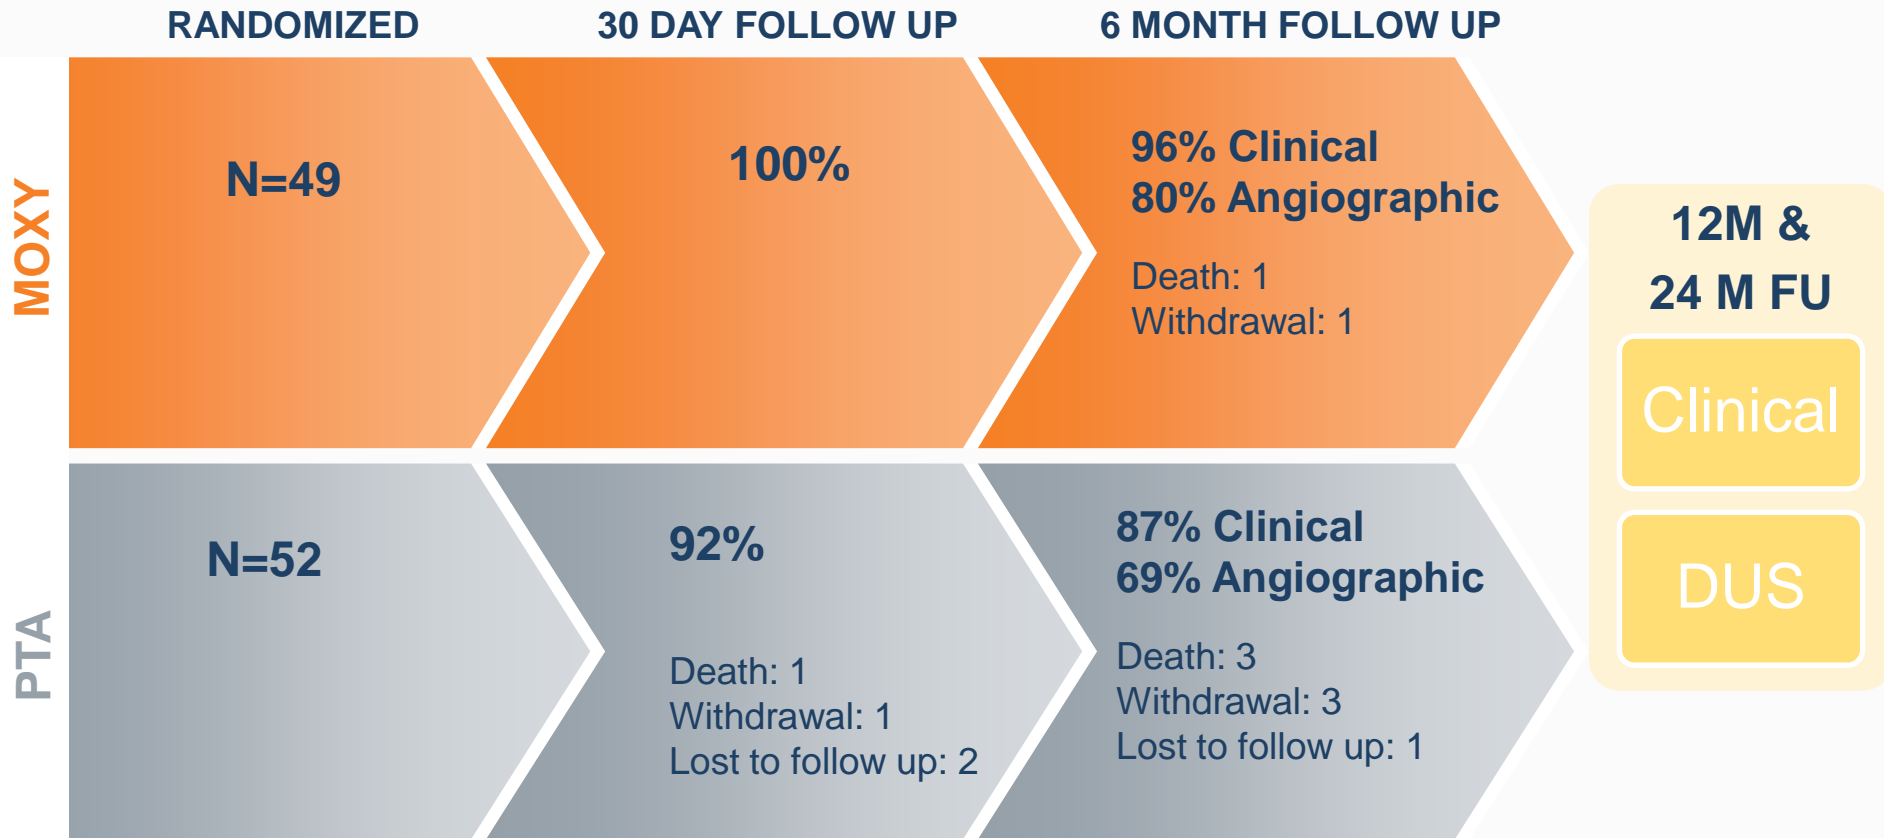 RANDOMIZED
30 DAY FOLLOW UP
6 MONTH FOLLOW UP
MOXY
N=49
100%
96% Clinical
80% Angiographic
Death: 1
Withdrawal: 1
PTA
N=52
92%
Death: 1
Withdrawal: 1
Lost to follow up: 2
87% Clinical
69% Angiographic
Death: 3
Withdrawal: 3
Lost to follow up: 1
12M &
24 M FU
Clinical
DUS